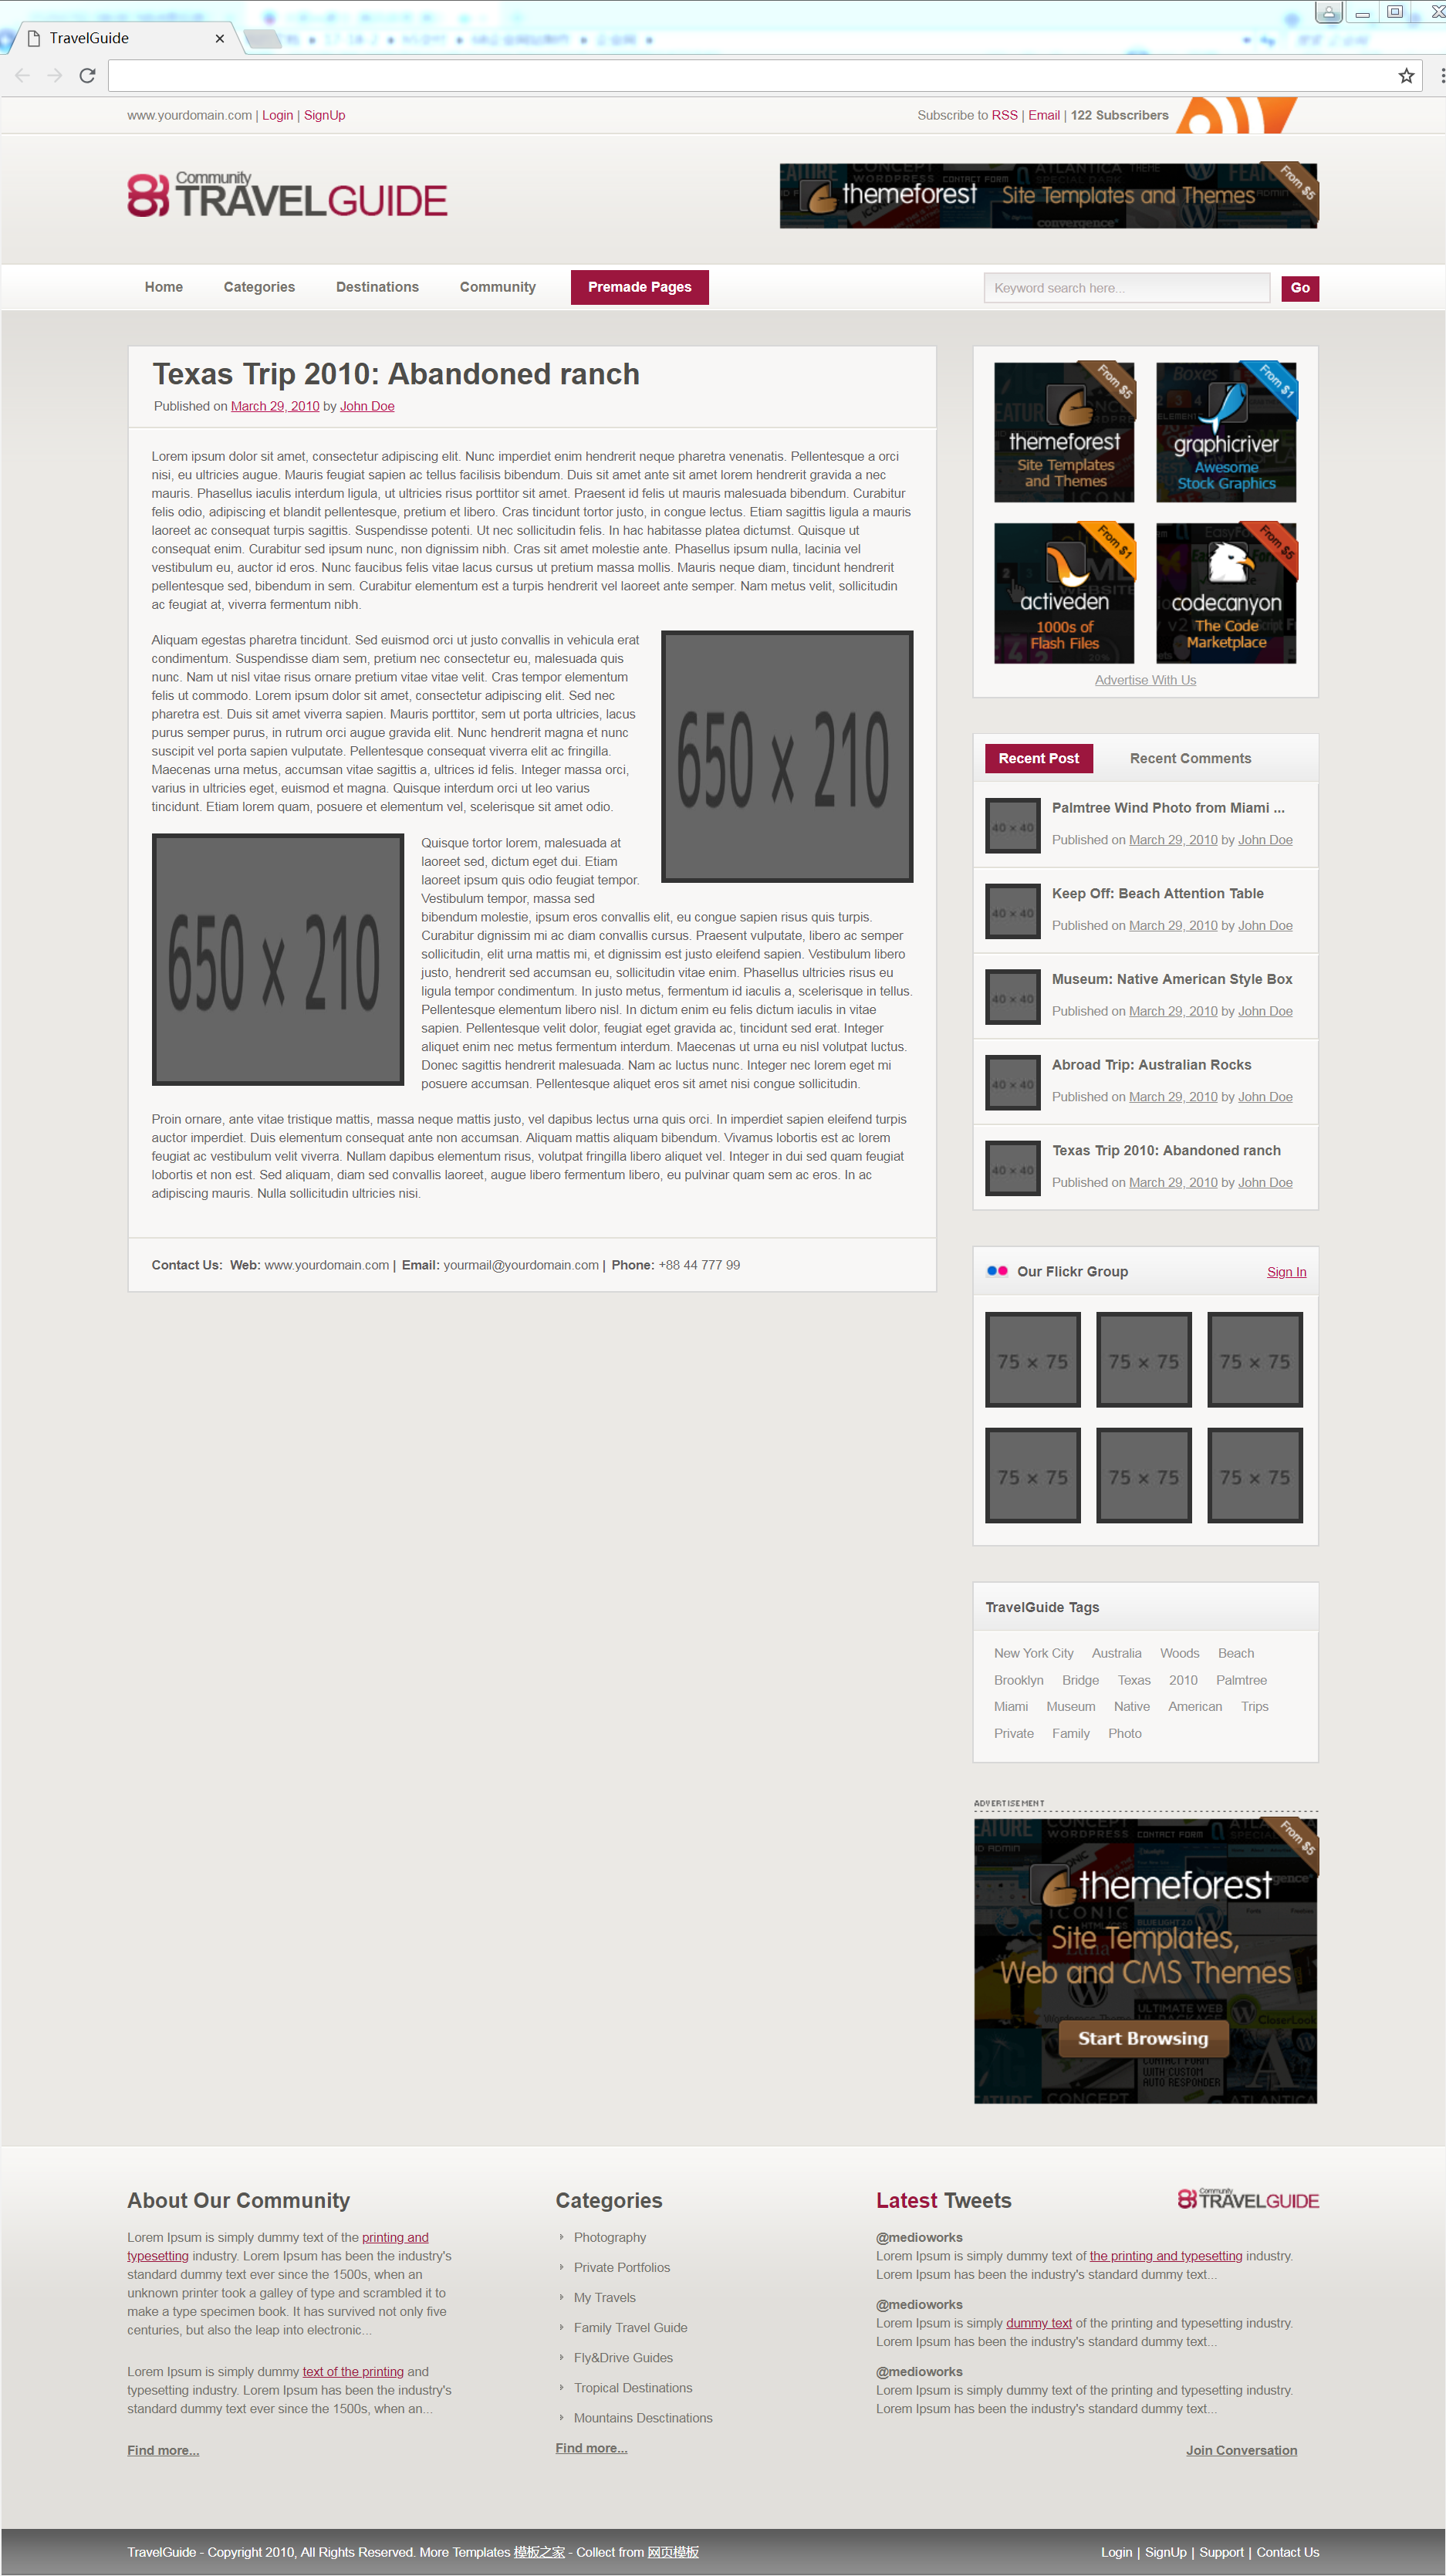 TravelGuide
www.yourdomain.com | Login | SignUp
Subscribe to RSS | Email | 122 Subscribers
Community
TRAVELGUIDE
themeforest Site Templates and Themes From $5
Home Categories Destinations Community Premade Pages
Keyword search here... Go
Texas Trip 2010: Abandoned ranch
Published on March 29, 2010 by John Doe
Lorem ipsum dolor sit amet, consectetur adipiscing elit. Nunc imperdiet enim hendrerit neque pharetra venenatis. Pellentesque a orci
nisi, eu ultricies augue. Mauris feugiat sapien ac tellus facilisis bibendum. Duis sit amet ante sit amet lorem hendrerit gravida a nec
mauris. Phasellus iaculis interdum ligula, ut ultricies risus porttitor sit amet. Praesent id felis ut mauris malesuada bibendum. Curabitur
felis odio, adipiscing et blandit pellentesque, pretium et libero. Cras tincidunt tortor justo, in congue lectus. Etiam sagittis ligula a mauris
laoreet ac consequat turpis sagittis. Suspendisse potenti. Ut nec sollicitudin felis. In hac habitasse platea dictumst. Quisque ut
consequat enim. Curabitur sed ipsum nunc, non dignissim nibh. Cras sit amet molestie ante. Phasellus ipsum nulla, lacinia vel
vestibulum eu, auctor id eros. Nunc faucibus felis vitae lacus cursus ut pretium massa mollis. Mauris neque diam, tincidunt hendrerit
pellentesque sed, bibendum in sem. Curabitur elementum est a turpis hendrerit vel laoreet ante semper. Nam metus velit, sollicitudin
ac feugiat at, viverra fermentum nibh.
Aliquam egestas pharetra tincidunt. Sed euismod orci ut justo convallis in vehicula erat
condimentum. Suspendisse diam sem, pretium nec consectetur eu, malesuada quis
nunc. Nam ut nisl vitae risus ornare pretium vitae vitae velit. Cras tempor elementum
felis ut commodo. Lorem ipsum dolor sit amet, consectetur adipiscing elit. Sed nec
pharetra est. Duis sit amet viverra sapien. Mauris porttitor, sem ut porta ultricies, lacus
purus semper purus, in rutrum orci augue gravida elit. Nunc hendrerit magna et nunc
suscipit vel porta sapien vulputate. Pellentesque consequat viverra elit ac fringilla.
Maecenas urna metus, accumsan vitae sagittis a, ultrices id felis. Integer massa orci,
varius in ultricies eget, euismod et magna. Quisque interdum orci ut leo varius
tincidunt. Etiam lorem quam, posuere et elementum vel, scelerisque sit amet odio.
650 × 210
650 × 210
Quisque tortor lorem, malesuada at
laoreet sed, dictum eget dui. Etiam
laoreet ipsum quis odio feugiat tempor.
Vestibulum tempor, massa sed
bibendum molestie, ipsum eros convallis elit, eu congue sapien risus quis turpis.
Curabitur dignissim mi ac diam convallis cursus. Praesent vulputate, libero ac semper
sollicitudin, elit urna mattis mi, et dignissim est justo eleifend sapien. Vestibulum libero
justo, hendrerit sed accumsan eu, sollicitudin vitae enim. Phasellus ultricies risus eu
ligula tempor condimentum. In justo metus, fermentum id iaculis a, scelerisque in tellus.
Pellentesque elementum libero nisl. In dictum enim eu felis dictum iaculis in vitae
sapien. Pellentesque velit dolor, feugiat eget gravida ac, tincidunt sed erat. Integer
aliquet enim nec metus fermentum interdum. Maecenas ut urna eu nisl volutpat luctus.
Donec sagittis hendrerit malesuada. Nam ac luctus nunc. Integer nec lorem eget mi
posuere accumsan. Pellentesque aliquet eros sit amet nisi congue sollicitudin.
Proin ornare, ante vitae tristique mattis, massa neque mattis justo, vel dapibus lectus urna quis orci. In imperdiet sapien eleifend turpis
auctor imperdiet. Duis elementum consequat ante non accumsan. Aliquam mattis aliquam bibendum. Vivamus lobortis est ac lorem
feugiat ac vestibulum velit viverra. Nullam dapibus elementum risus, volutpat fringilla libero aliquet vel. Integer in dui sed quam feugiat
lobortis et non est. Sed aliquam, diam sed convallis laoreet, augue libero fermentum libero, eu pulvinar quam sem ac eros. In ac
adipiscing mauris. Nulla sollicitudin ultricies nisi.
Contact Us: Web: www.yourdomain.com | Email: yourmail@yourdomain.com | Phone: +88 44 777 99
From $5
themeforest
Site Templates
and Themes
From $1
graphicriver
Awesome
Stock Graphics
From $1
activeden
1000s of
Flash Files
From $5
codecanyon
The Code
Marketplace
Advertise With Us
Recent Post Recent Comments
40 × 40
Palmtree Wind Photo from Miami ...
Published on March 29, 2010 by John Doe
40 × 40
Keep Off: Beach Attention Table
Published on March 29, 2010 by John Doe
40 × 40
Museum: Native American Style Box
Published on March 29, 2010 by John Doe
40 × 40
Abroad Trip: Australian Rocks
Published on March 29, 2010 by John Doe
40 × 40
Texas Trip 2010: Abandoned ranch
Published on March 29, 2010 by John Doe
Our Flickr Group Sign In
75 × 75 75 × 75 75 × 75
75 × 75 75 × 75 75 × 75
TravelGuide Tags
New York City Australia Woods Beach
Brooklyn Bridge Texas 2010 Palmtree
Miami Museum Native American Trips
Private Family Photo
ADVERTISEMENT
From $5
themeforest
Site Templates,
Web and CMS Themes
Start Browsing
About Our Community
Lorem Ipsum is simply dummy text of the printing and
typesetting industry. Lorem Ipsum has been the industry's
standard dummy text ever since the 1500s, when an
unknown printer took a galley of type and scrambled it to
make a type specimen book. It has survived not only five
centuries, but also the leap into electronic...
Lorem Ipsum is simply dummy text of the printing and
typesetting industry. Lorem Ipsum has been the industry's
standard dummy text ever since the 1500s, when an...
Find more...
Categories
Photography
Private Portfolios
My Travels
Family Travel Guide
Fly&Drive Guides
Tropical Destinations
Mountains Desctinations
Find more...
Latest Tweets
Community
TRAVELGUIDE
@medioworks
Lorem Ipsum is simply dummy text of the printing and typesetting industry.
Lorem Ipsum has been the industry's standard dummy text...
@medioworks
Lorem Ipsum is simply dummy text of the printing and typesetting industry.
Lorem Ipsum has been the industry's standard dummy text...
@medioworks
Lorem Ipsum is simply dummy text of the printing and typesetting industry.
Lorem Ipsum has been the industry's standard dummy text...
Join Conversation
TravelGuide - Copyright 2010, All Rights Reserved. More Templates 模板之家 - Collect from 网页模板
Login | SignUp | Support | Contact Us